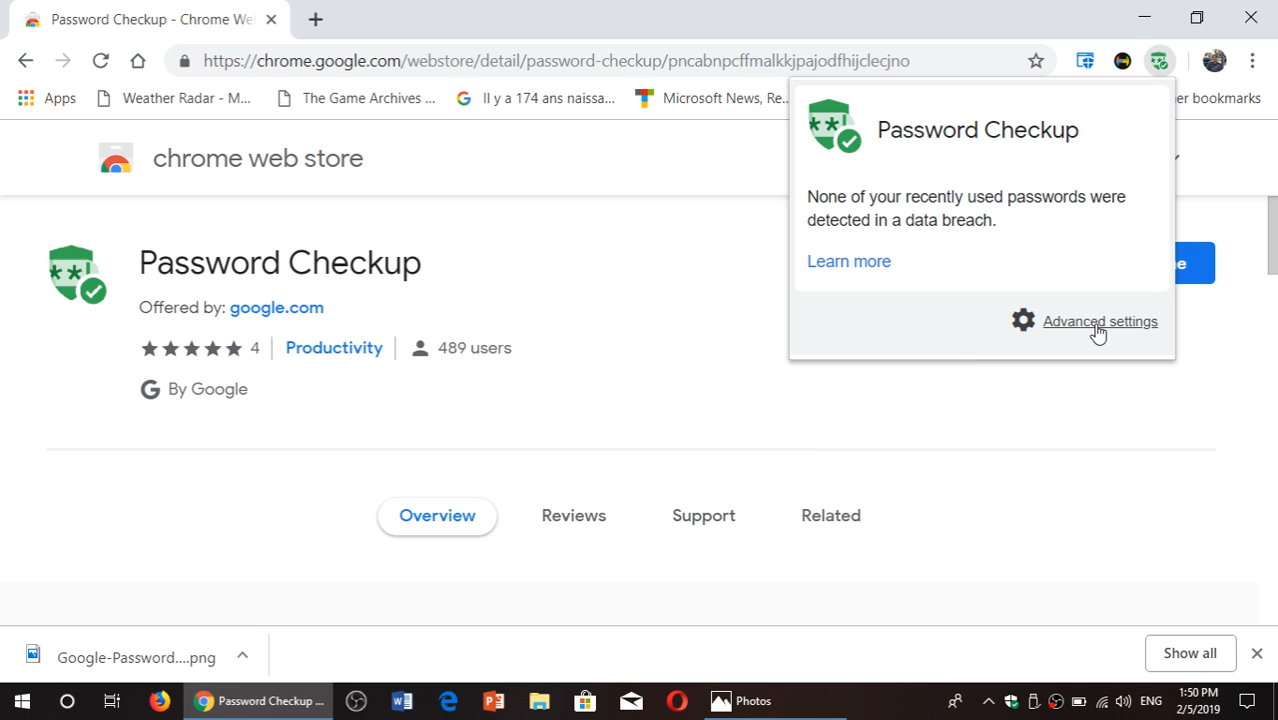 Password Checkup - Chrome We
https://chrome.google.com/webstore/detail/password-checkup/pncabnpcffmalkkjpajodfhijclecjno
Apps Weather Radar - M... The Game Archives ... Il y a 174 ans naissa... Microsoft News, Re... er bookmarks
chrome web store
Password Checkup
None of your recently used passwords were
detected in a data breach.
Learn more
Advanced settings
Password Checkup
Offered by: google.com
4 Productivity 489 users
By Google
Overview Reviews Support Related
Google-Password....png
Show all
Password Checkup ...
Photos
ENG
1:50 PM
2/5/2019